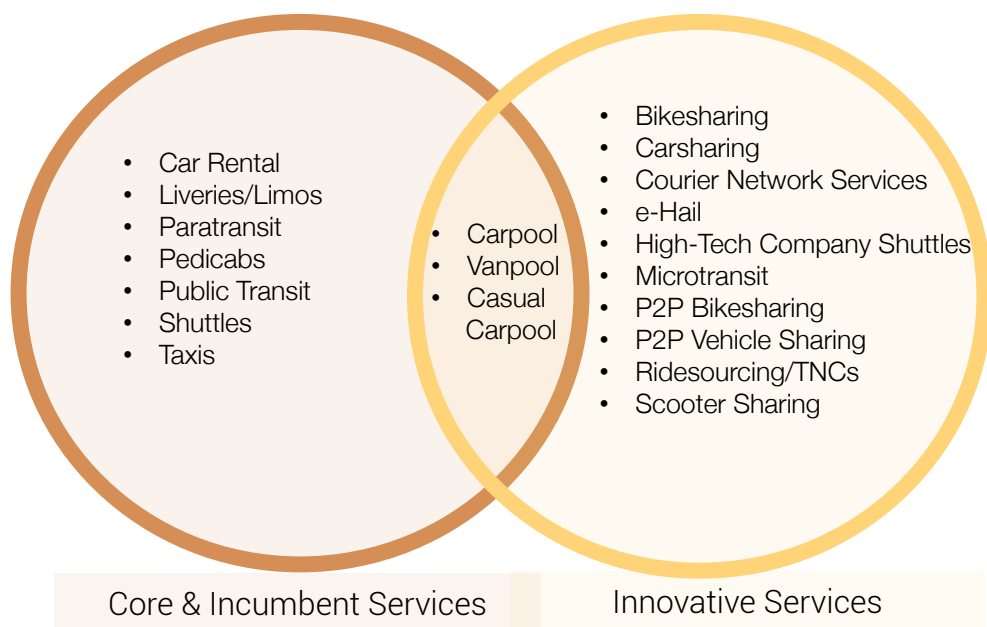 • Car Rental
• Liveries/Limos
• Paratransit
• Pedicabs
• Public Transit
• Shuttles
• Taxis
• Carpool
• Vanpool
• Casual
Carpool
• Bikesharing
• Carsharing
• Courier Network Services
• e-Hail
• High-Tech Company Shuttles
• Microtransit
• P2P Bikesharing
• P2P Vehicle Sharing
• Ridesourcing/TNCs
• Scooter Sharing
Core & Incumbent Services
Innovative Services